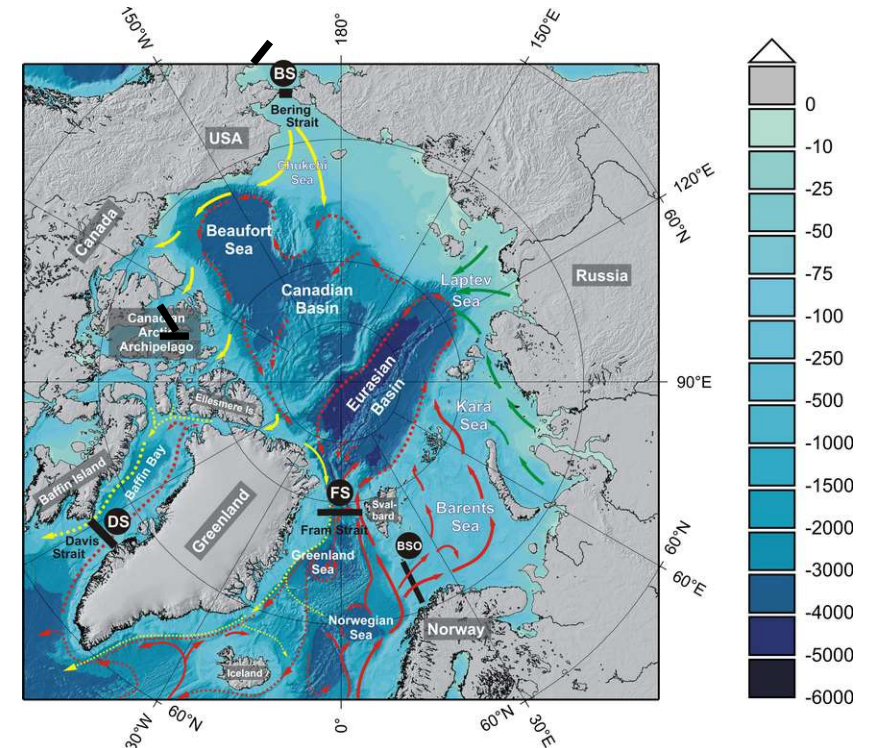 150°W
180°
150°E
BS
Bering
Strait
USA
Chukchi
Sea
120°E
60°N
Canada
Beaufort
Sea
Laptev
Sea
Russia
Canadian
Basin
Canadian
Arctic
Archipelago
Eurasian
Basin
90°E
Ellesmere Is
Kara
Sea
Baffin Island
Baffin Bay
Greenland
FS
Sval-
bard
Fram Strait
Barents
Sea
DS
Davis
Strait
BSO
Greenland
Sea
60°N
60°E
Norwegian
Sea
Norway
Iceland
30°W
60°N
0°
60°N
30°E
0
-10
-25
-50
-75
-100
-250
-500
-1000
-1500
-2000
-3000
-4000
-5000
-6000